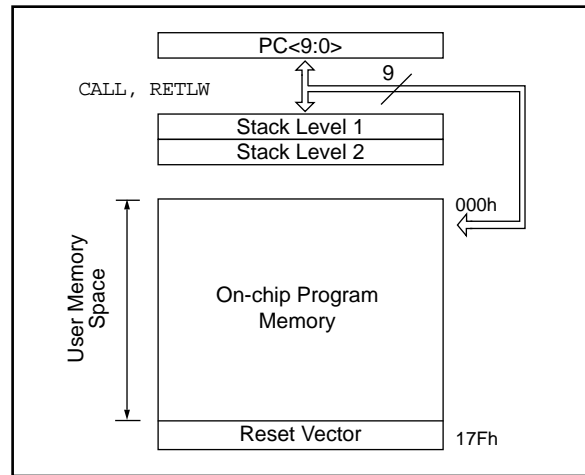 PC<9:0>
CALL, RETLW
9
Stack Level 1
Stack Level 2
000h
User Memory
Space
On-chip Program
Memory
Reset Vector
17Fh